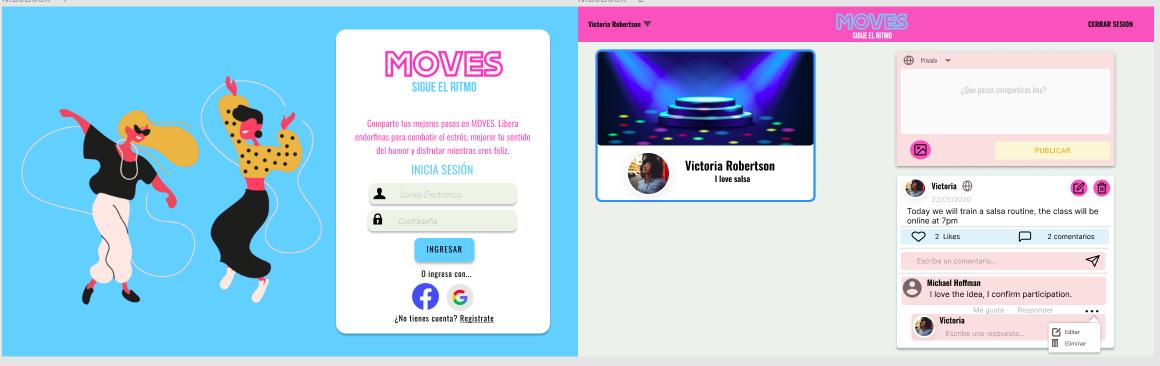 MOVES
SIGUE EL RITMO
Comparte tus mejores pasos en MOVES. Libera
endorfinas para combatir el estrés, mejorar tu sentido
del humor y disfrutar mientras eres feliz.
INICIA SESIÓN
Correo Electrónico
Contraseña
INGRESAR
O ingresa con...
¿No tienes cuenta? Registrate
Victoria Robertson
MOVES
SIGUE EL RITMO
CERRAR SESION
Victoria Robertson
I love salsa
Privado
¿Que pasos compartiras hoy?
PUBLICAR
Victoria
23/05/2020
Today we will train a salsa routine, the class will be
online at 7pm
2 Likes
2 comentarios
Escribe un comentario...
Michael Hoffman
I love the idea, I confirm participation.
Me gusta Responder
Victoria
Escribe una respuesta...
Editar
Eliminar